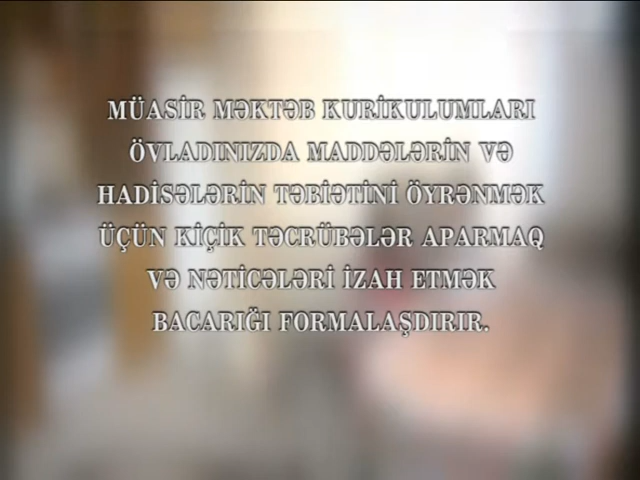 MÜASİR MƏKTƏB KURİKULUMLARI
ÖVLADINIZDA MADDƏLƏRİN VƏ
HADİSƏLƏRİN TƏBİƏTİNİ ÖYRƏNMƏK
ÜÇÜN KİÇİK TƏCRÜBƏLƏR APARMAQ
VƏ NƏTİCƏLƏRİ İZAH ETMƏK
BACARIĞI FORMALAŞDIRIR.